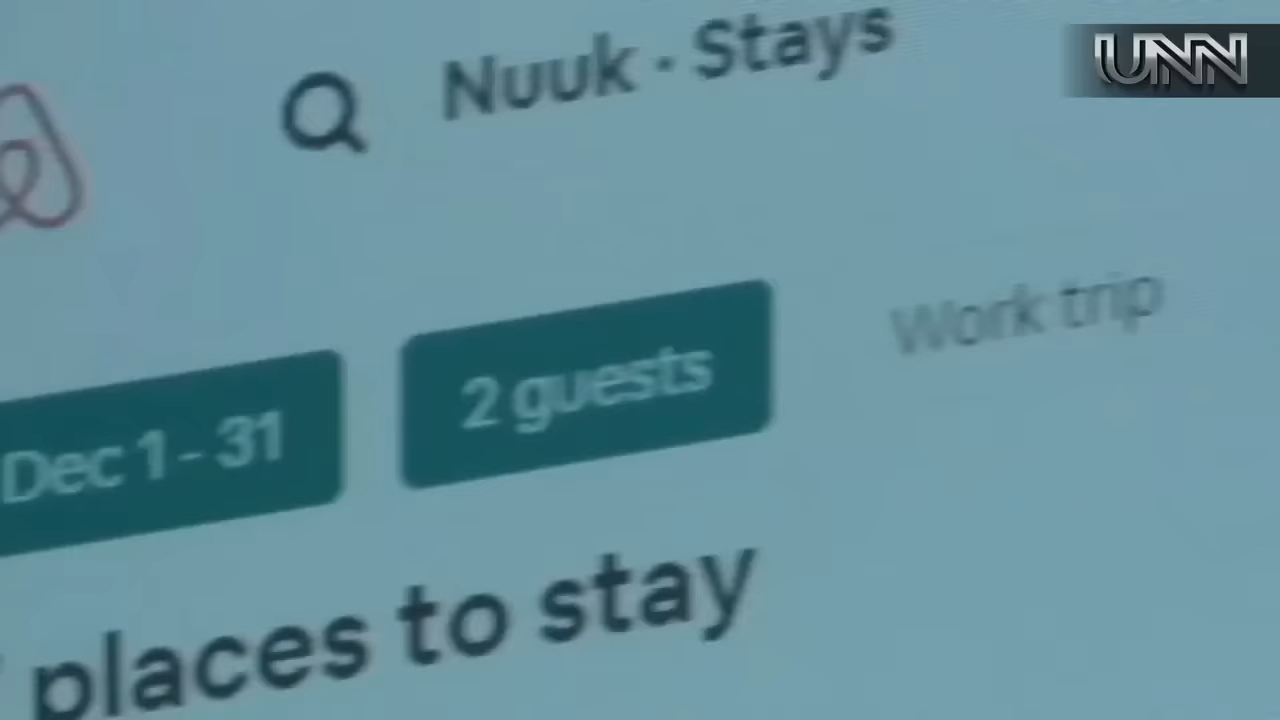 UNN
Nuuk · Stays
Work trip
2 guests
Dec 1 - 31
places to stay